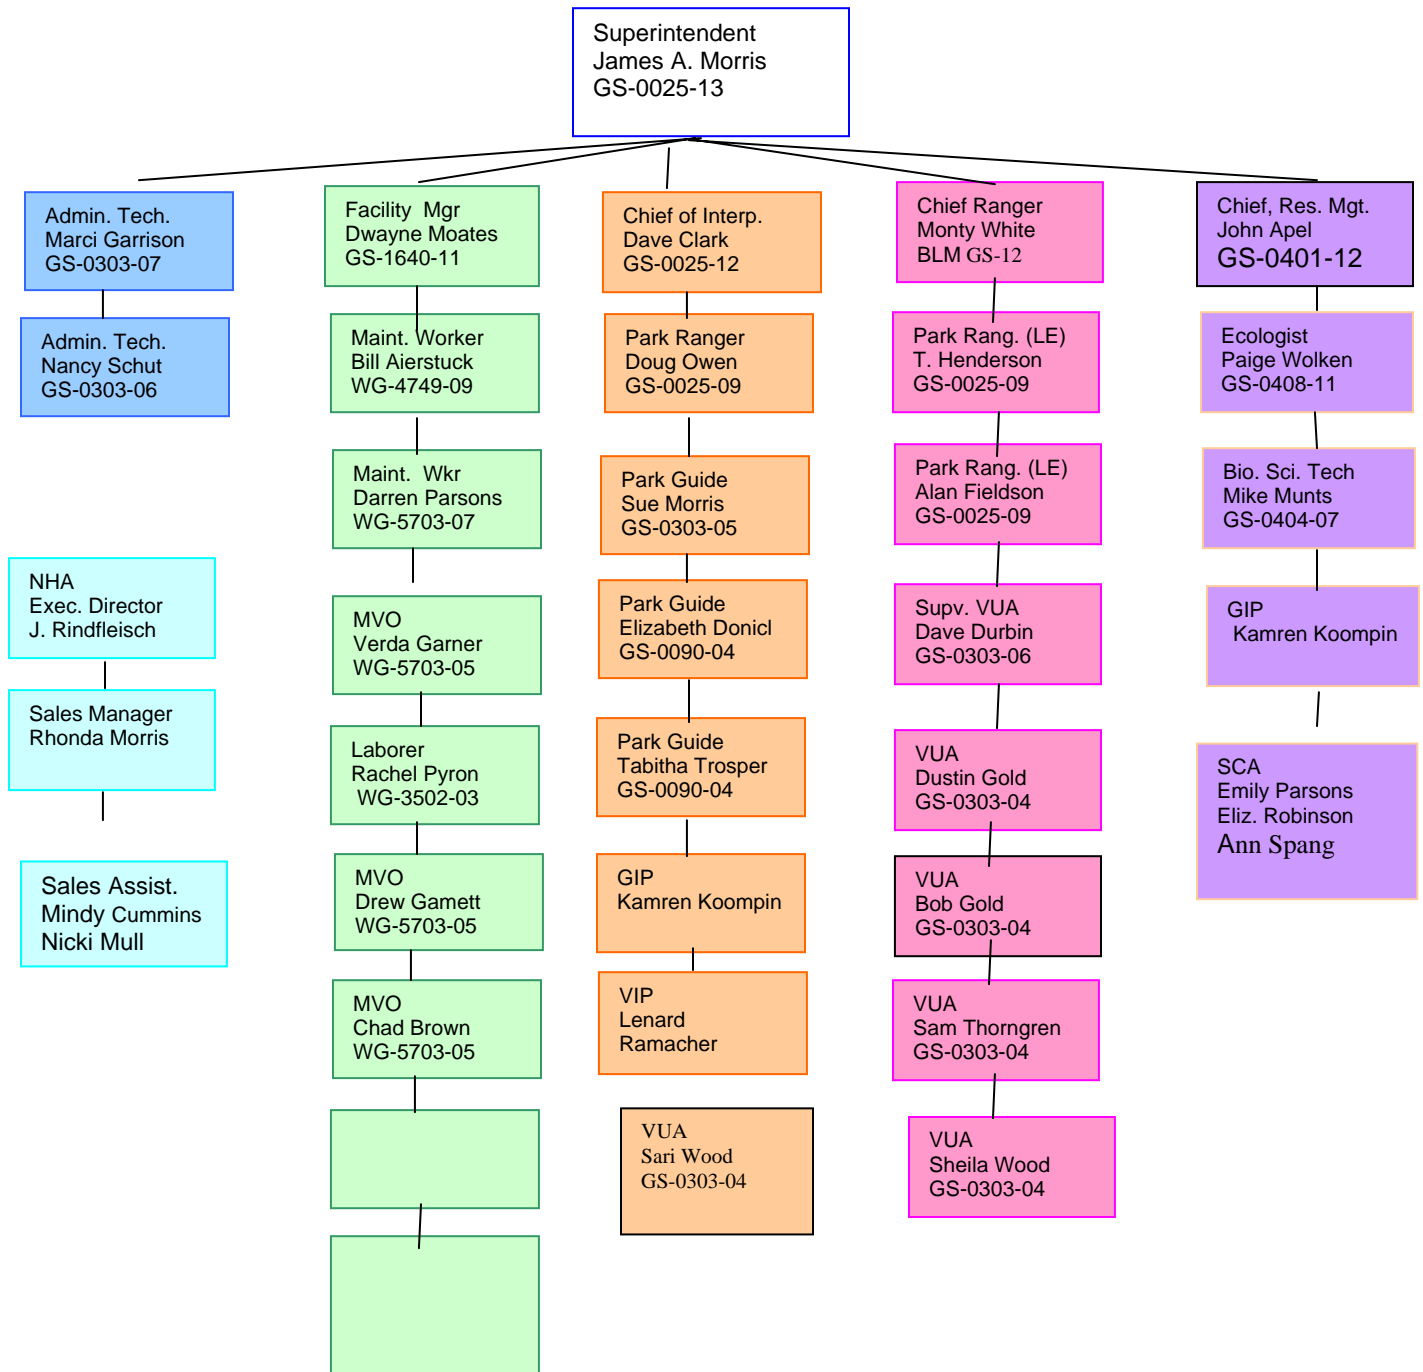 Superintendent
James A. Morris
GS-0025-13
Admin. Tech.
Marci Garrison
GS-0303-07
Admin. Tech.
Nancy Schut
GS-0303-06
NHA
Exec. Director
J. Rindfleisch
Sales Manager
Rhonda Morris
Sales Assist.
Mindy Cummins
Nicki Mull
Facility Mgr
Dwayne Moates
GS-1640-11
Maint. Worker
Bill Aierstuck
WG-4749-09
Maint. Wkr
Darren Parsons
WG-5703-07
MVO
Verda Garner
WG-5703-05
Laborer
Rachel Pyron
WG-3502-03
MVO
Drew Gamett
WG-5703-05
MVO
Chad Brown
WG-5703-05
Chief of Interp.
Dave Clark
GS-0025-12
Park Ranger
Doug Owen
GS-0025-09
Park Guide
Sue Morris
GS-0303-05
Park Guide
Elizabeth Donicl
GS-0090-04
Park Guide
Tabitha Trosper
GS-0090-04
GIP
Kamren Koompin
VIP
Lenard
Ramacher
VUA
Sari Wood
GS-0303-04
Chief Ranger
Monty White
BLM GS-12
Park Rang. (LE)
T. Henderson
GS-0025-09
Park Rang. (LE)
Alan Fieldson
GS-0025-09
Supv. VUA
Dave Durbin
GS-0303-06
VUA
Dustin Gold
GS-0303-04
VUA
Bob Gold
GS-0303-04
VUA
Sam Thorngren
GS-0303-04
VUA
Sheila Wood
GS-0303-04
Chief, Res. Mgt.
John Apel
GS-0401-12
Ecologist
Paige Wolken
GS-0408-11
Bio. Sci. Tech
Mike Munts
GS-0404-07
GIP
Kamren Koompin
SCA
Emily Parsons
Eliz. Robinson
Ann Spang